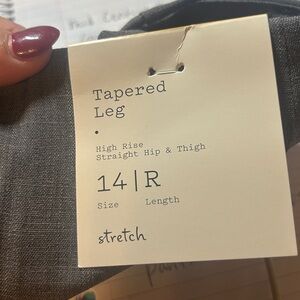 Tapered
Leg
•
High Rise
Straight Hip & Thigh
14 | R
Size Length
stretch